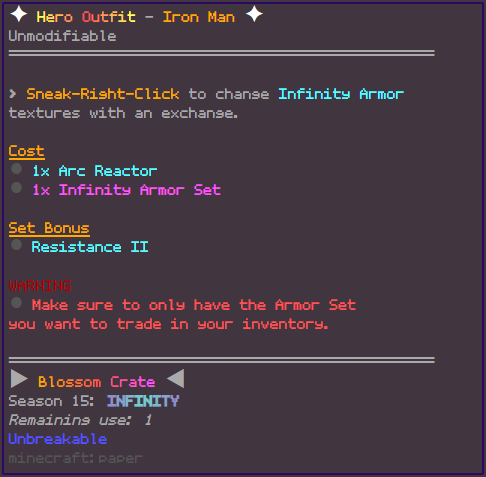 ✦ Hero Outfit - Iron Man ✦
Unmodifiable
> Sneak-Right-Click to change Infinity Armor
textures with an exchange.
Cost
● 1x Arc Reactor
● 1x Infinity Armor Set
Set Bonus
● Resistance II
WARNING
● Make sure to only have the Armor Set
you want to trade in your inventory.
▶ Blossom Crate ◀
Season 15: INFINITY
Remaining use: 1
Unbreakable
minecraft:paper